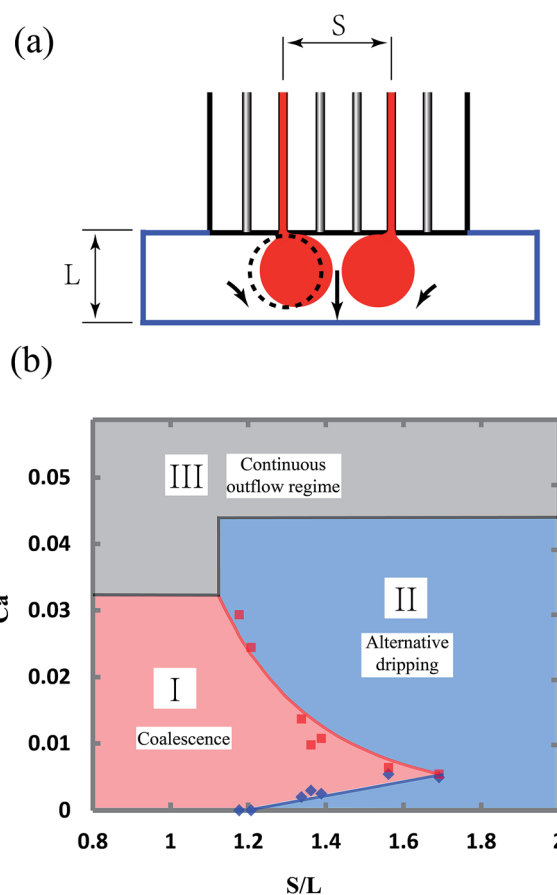 (a)
S
L
(b)
0.05
0.04
0.03
0.02
0.01
0
Ca
III
Continuous
outflow regime
II
Alternative
dripping
I
Coalescence
0.8
1
1.2
1.4
1.6
1.8
2
S/L